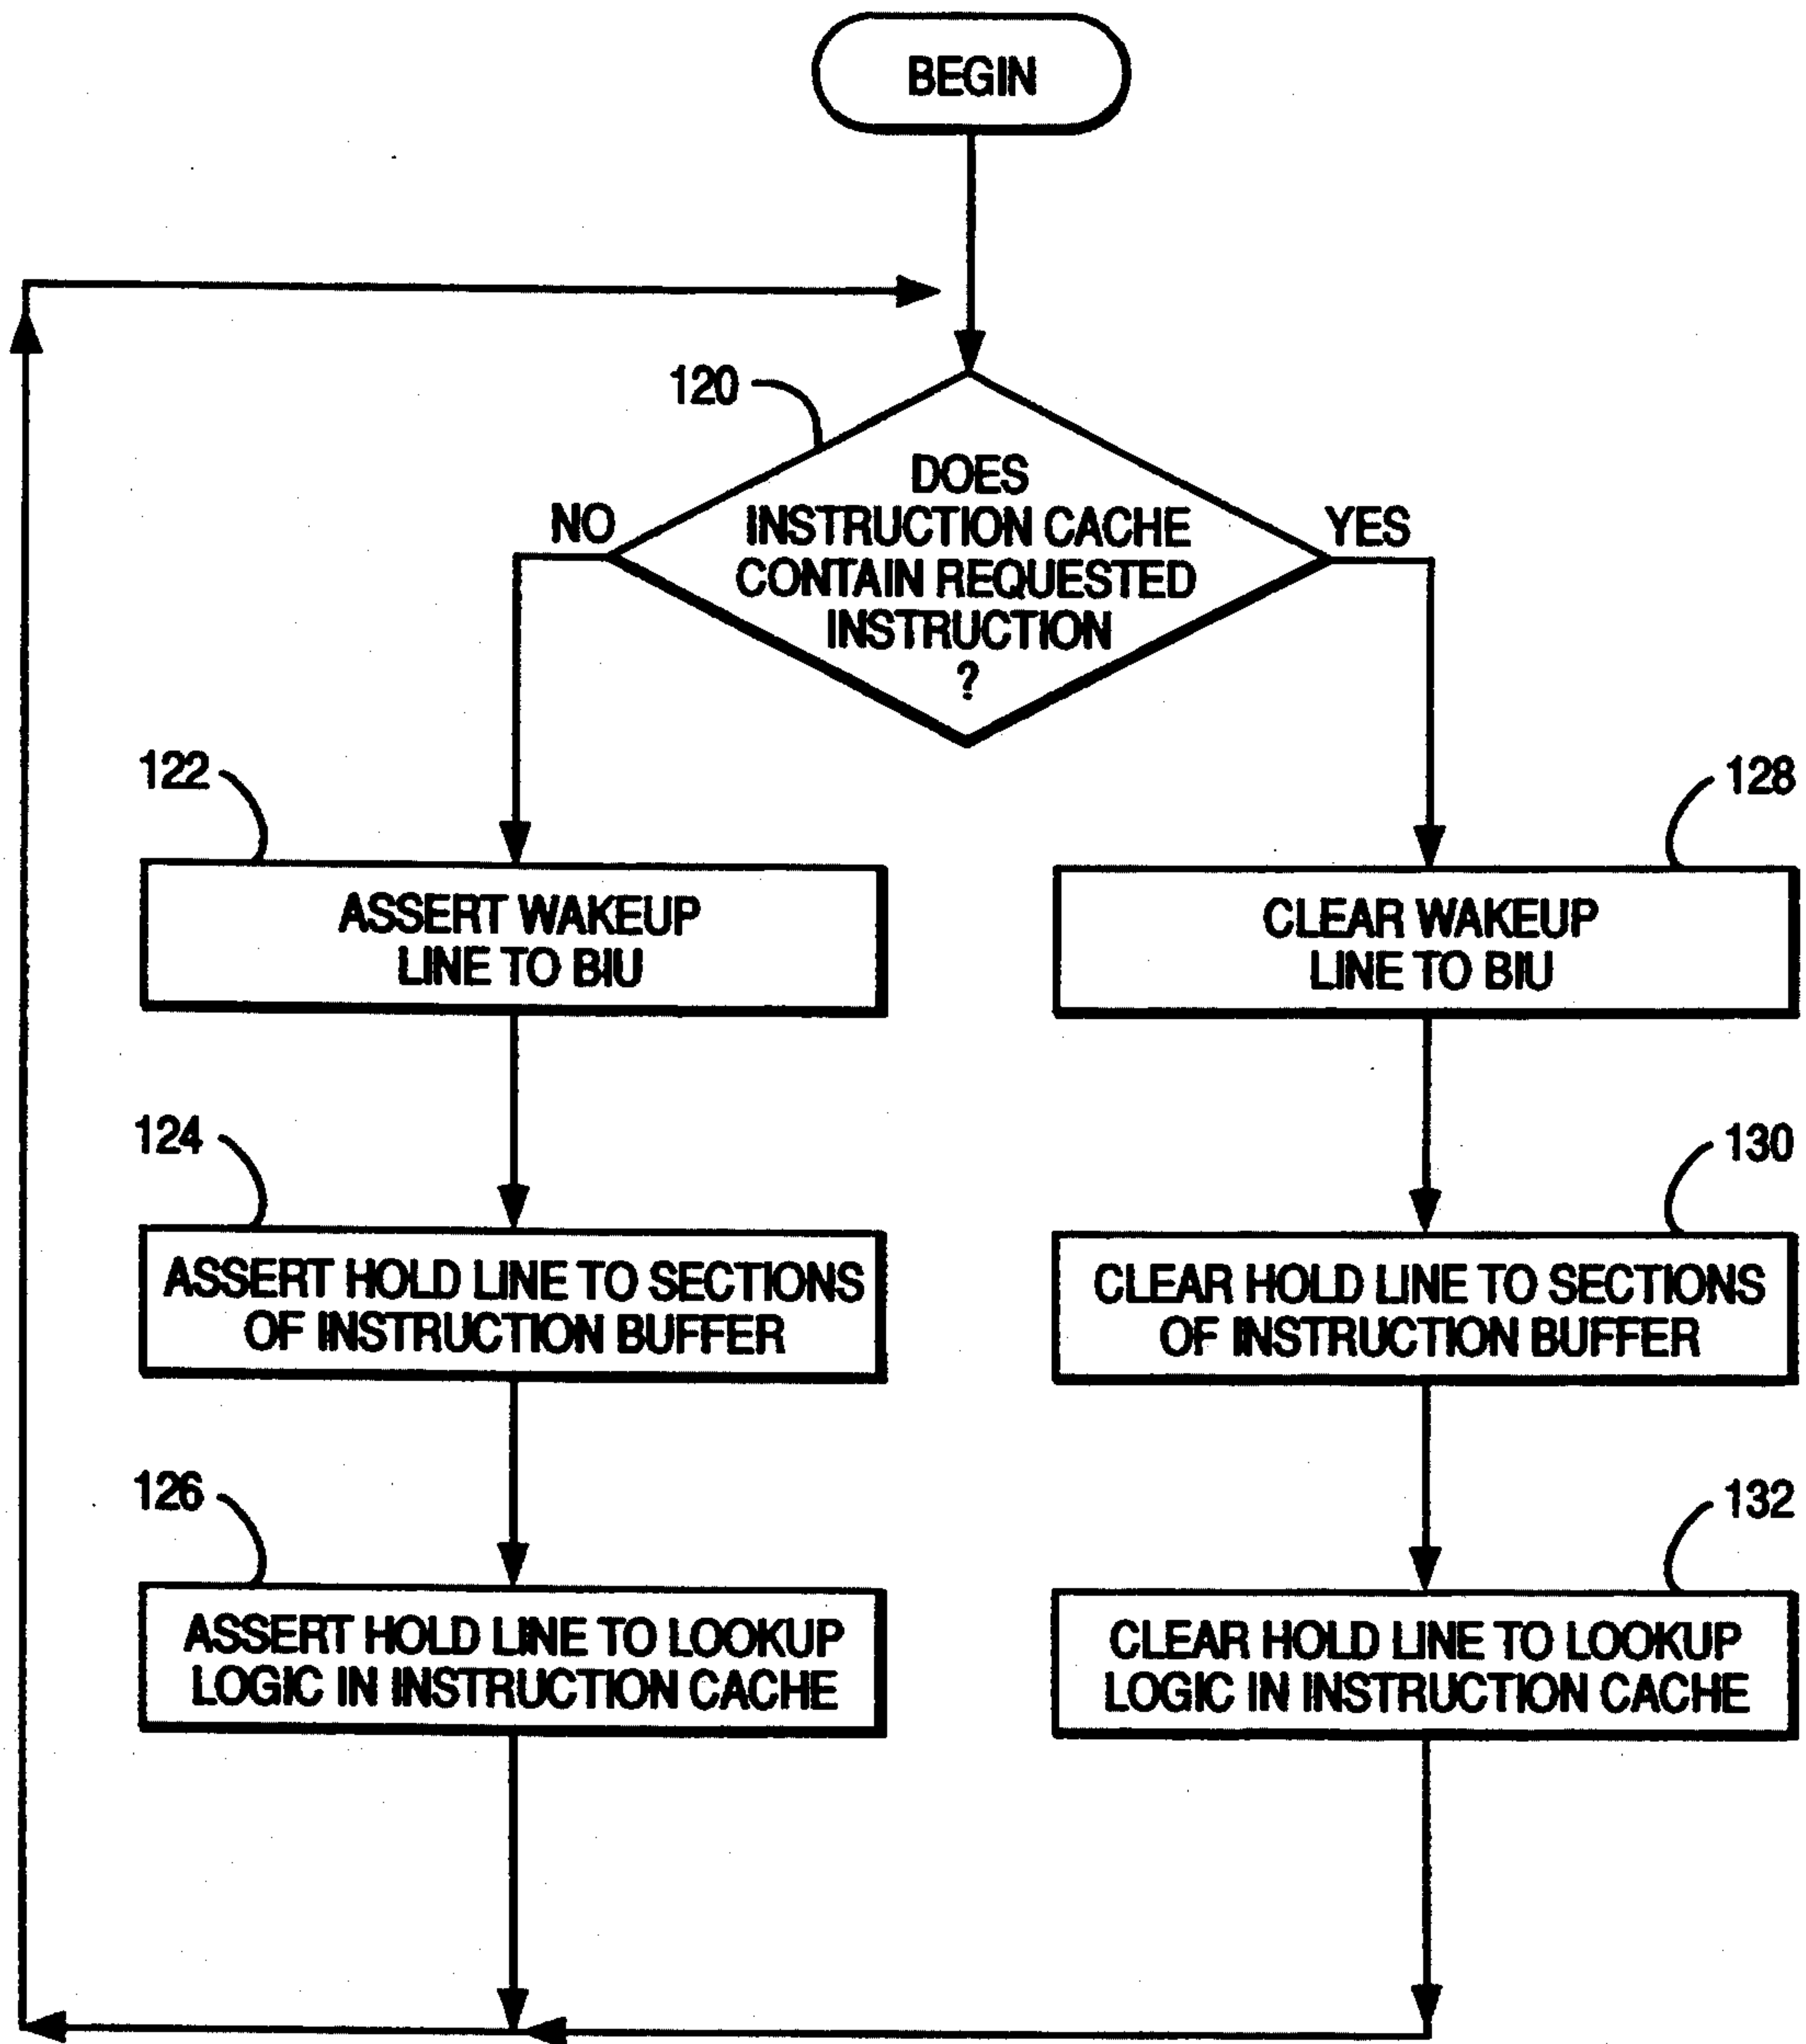 BEGIN
120
DOES
INSTRUCTION CACHE
CONTAIN REQUESTED
INSTRUCTION
?
NO
YES
122
ASSERT WAKEUP
LINE TO BIU
124
ASSERT HOLD LINE TO SECTIONS
OF INSTRUCTION BUFFER
126
ASSERT HOLD LINE TO LOOKUP
LOGIC IN INSTRUCTION CACHE
128
CLEAR WAKEUP
LINE TO BIU
130
CLEAR HOLD LINE TO SECTIONS
OF INSTRUCTION BUFFER
132
CLEAR HOLD LINE TO LOOKUP
LOGIC IN INSTRUCTION CACHE